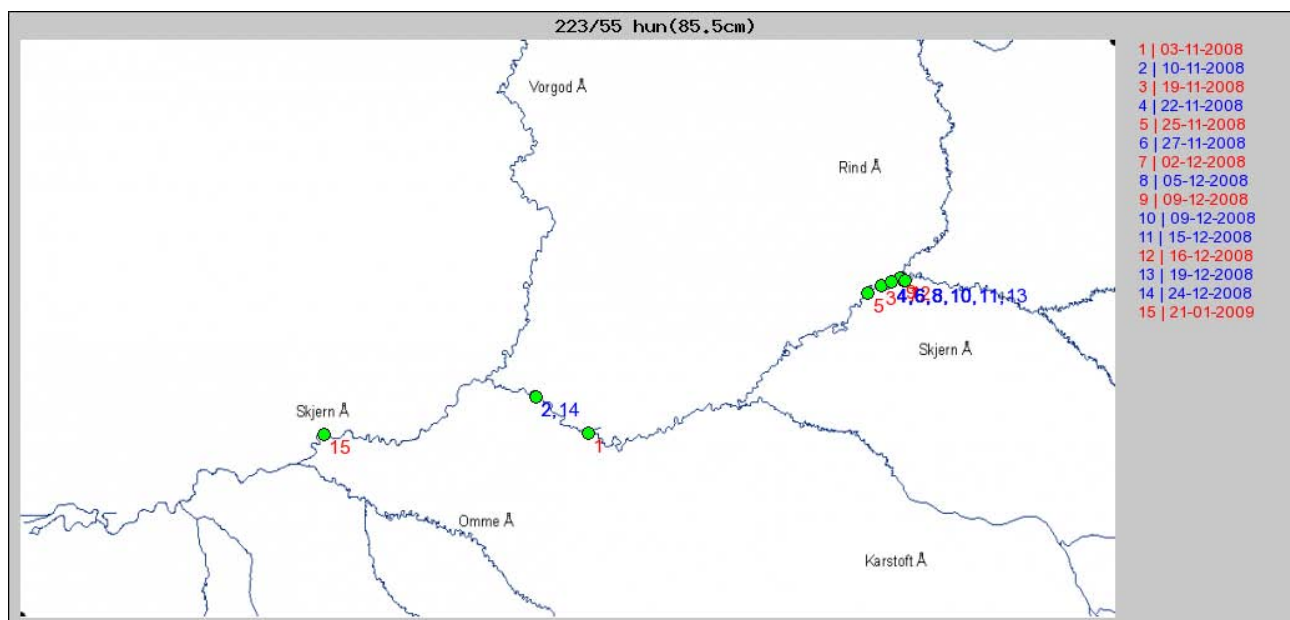 223/55 hun(85.5cm)
1 | 03-11-2008
2 | 10-11-2008
3 | 19-11-2008
4 | 22-11-2008
5 | 25-11-2008
6 | 27-11-2008
7 | 02-12-2008
8 | 05-12-2008
9 | 09-12-2008
10 | 09-12-2008
11 | 15-12-2008
12 | 16-12-2008
13 | 19-12-2008
14 | 24-12-2008
15 | 21-01-2009
Vorgod Å
Rind Å
4,6,8,10,11,13
5
3
Skjern Å
2,14
Skjern Å
15
1
Omme Å
Karstoft Å